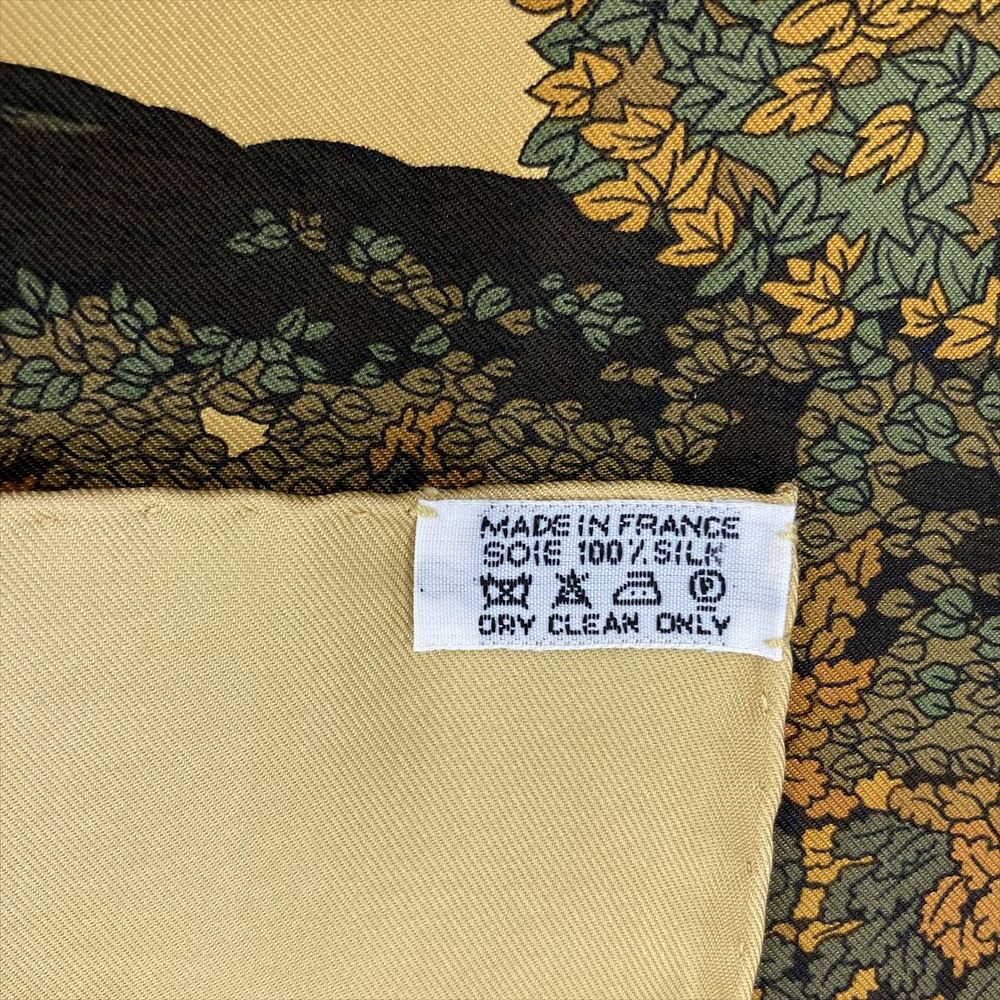 MADE IN FRANCE
SOIE 100% SILK
P
DRY CLEAN ONLY